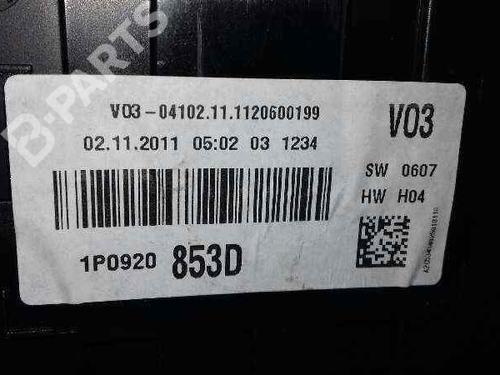 B-PARTS
V03-04102.11.1120600199
V03
02.11.2011 05:02 03 1234
SW 0607
HW H04
1P0920 853D